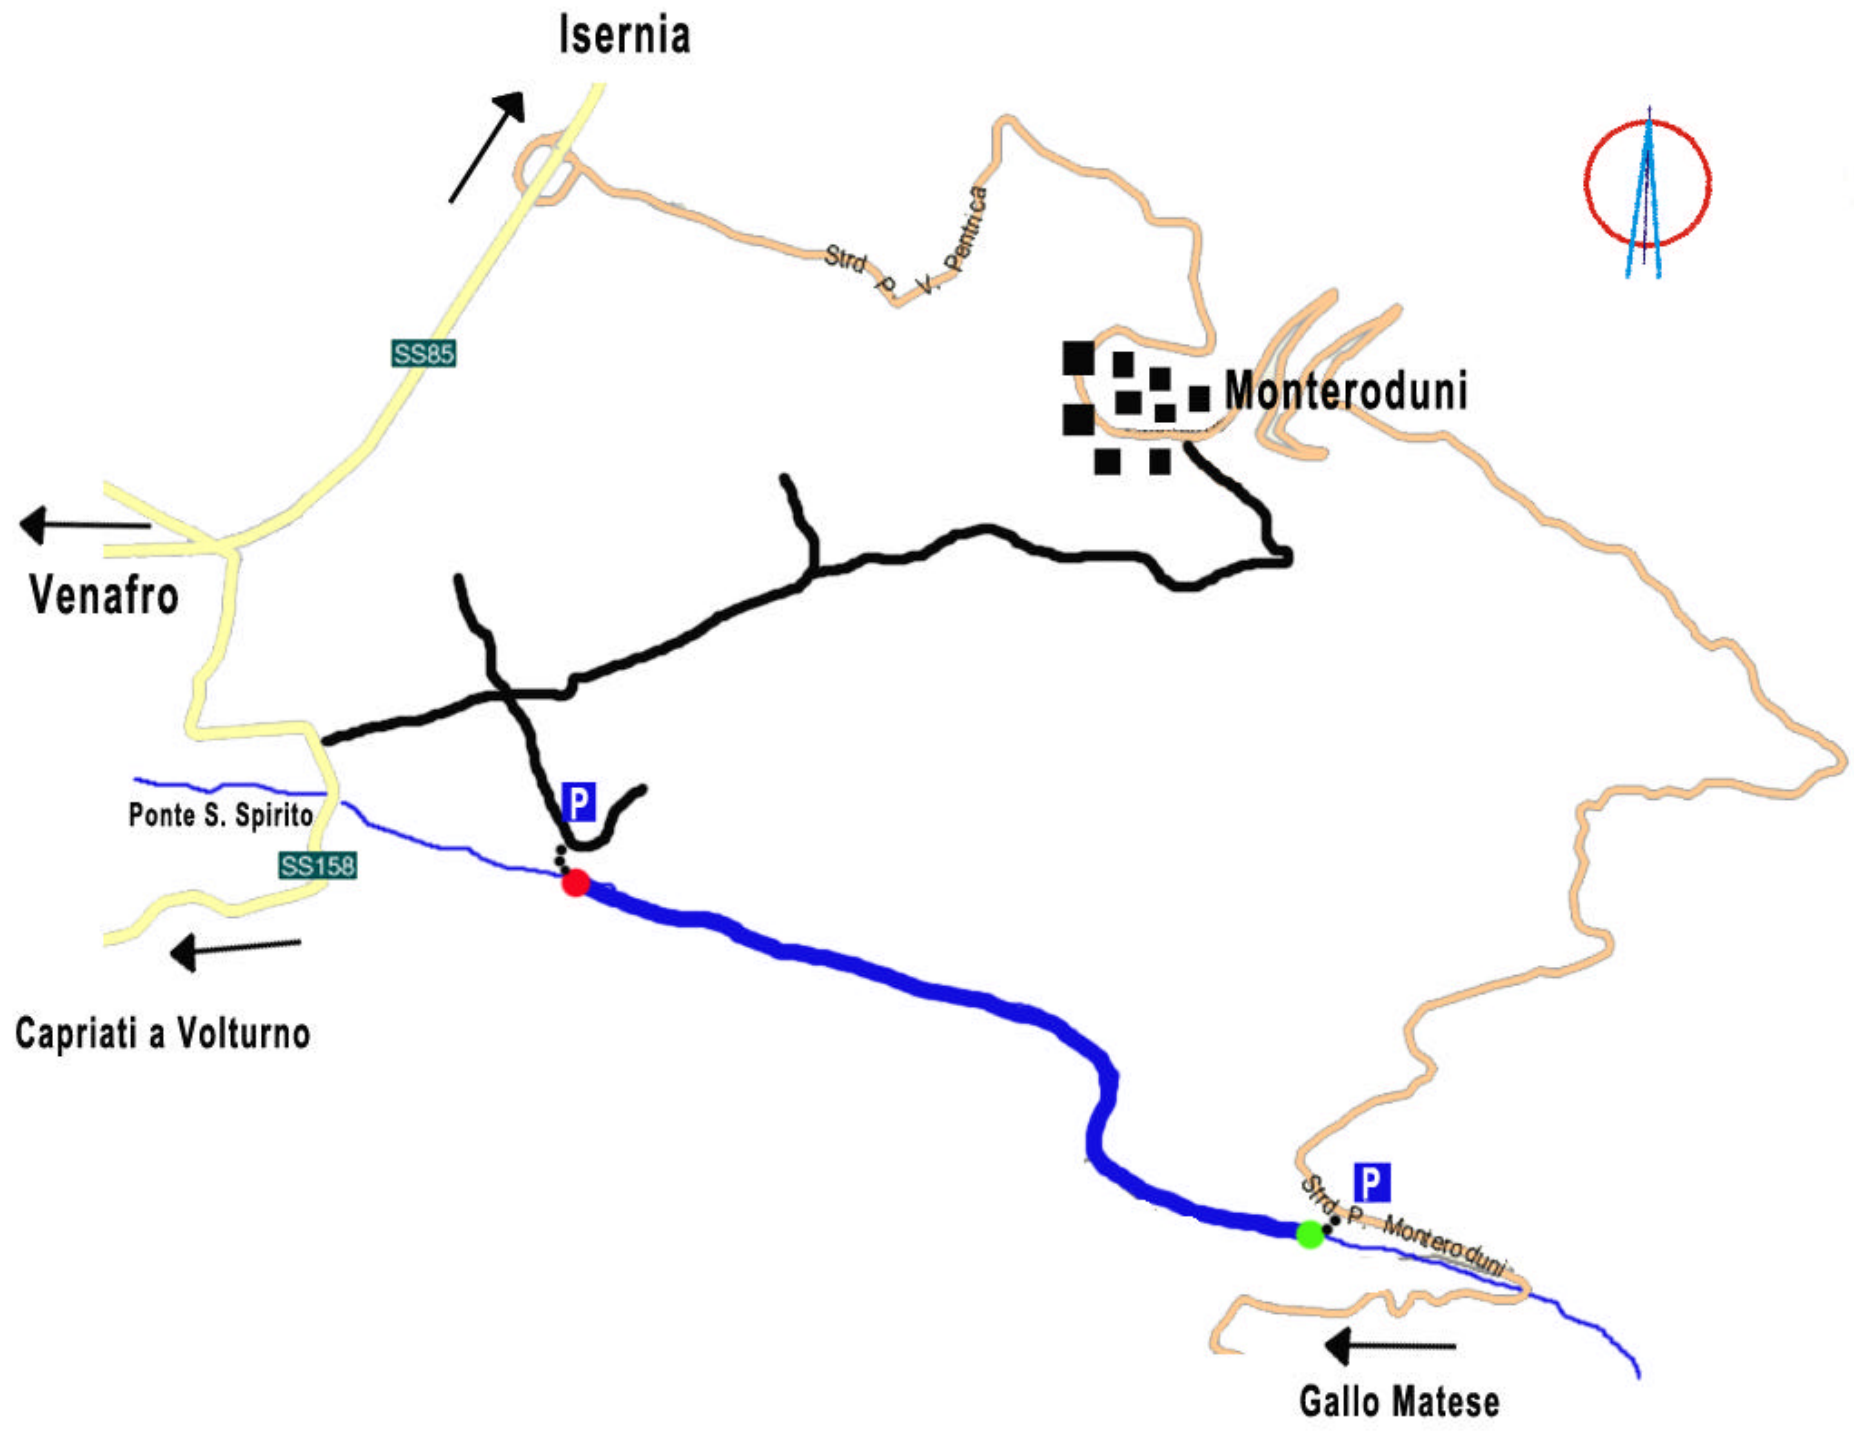 Isernia
Strd P. V. Pentrica
SS85
Monteroduni
Venafro
P
Ponte S. Spirito
SS158
Capriati a Volturno
P
Strd P. Monteroduni
Gallo Matese